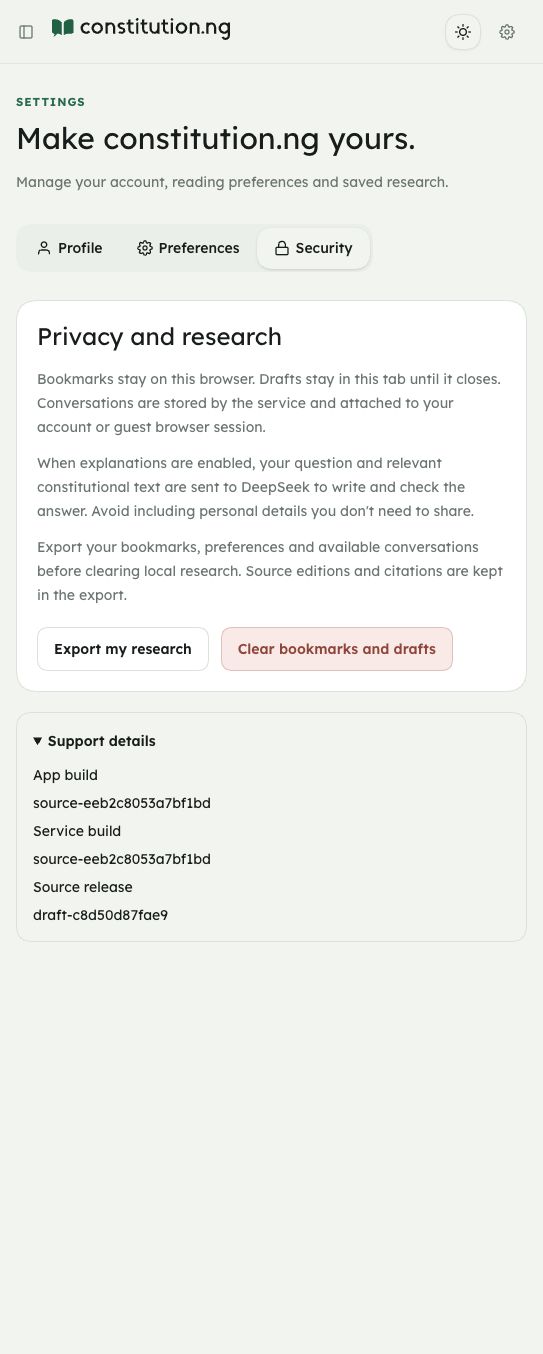 constitution.ng
SETTINGS
Make constitution.ng yours.
Manage your account, reading preferences and saved research.
Profile Preferences Security
Privacy and research
Bookmarks stay on this browser. Drafts stay in this tab until it closes.
Conversations are stored by the service and attached to your
account or guest browser session.
When explanations are enabled, your question and relevant
constitutional text are sent to DeepSeek to write and check the
answer. Avoid including personal details you don't need to share.
Export your bookmarks, preferences and available conversations
before clearing local research. Source editions and citations are kept
in the export.
Export my research Clear bookmarks and drafts
Support details
App build
source-eeb2c8053a7bf1bd
Service build
source-eeb2c8053a7bf1bd
Source release
draft-c8d50d87fae9